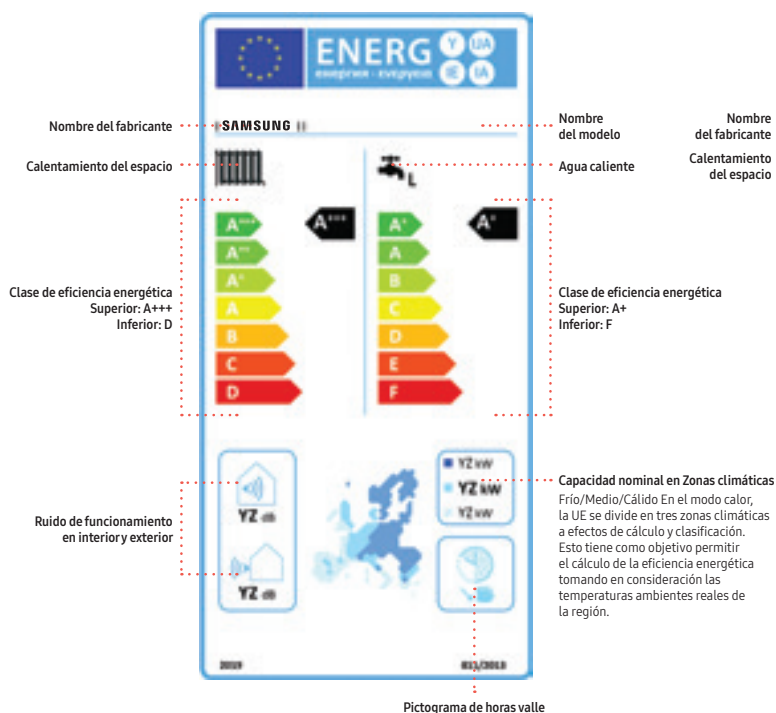 ENERG
Y
UA
енергия · ενεργεια
IE
IA
Nombre del fabricante
SAMSUNG
Nombre
del modelo
Nombre
del fabricante
Calentamiento del espacio
L
Agua caliente
Calentamiento
del espacio
A+++
A++
A+
A
B
C
D
A+++
A+
A
B
C
D
E
F
A+
Clase de eficiencia energética
Superior: A+++
Inferior: D
Clase de eficiencia energética
Superior: A+
Inferior: F
YZ kW
YZ kW
YZ kW
YZ dB
YZ dB
Ruido de funcionamiento
en interior y exterior
Capacidad nominal en Zonas climáticas
Frío/Medio/Cálido En el modo calor,
la UE se divide en tres zonas climáticas
a efectos de cálculo y clasificación.
Esto tiene como objetivo permitir
el cálculo de la eficiencia energética
tomando en consideración las
temperaturas ambientes reales de
la región.
2019
811/2013
Pictograma de horas valle